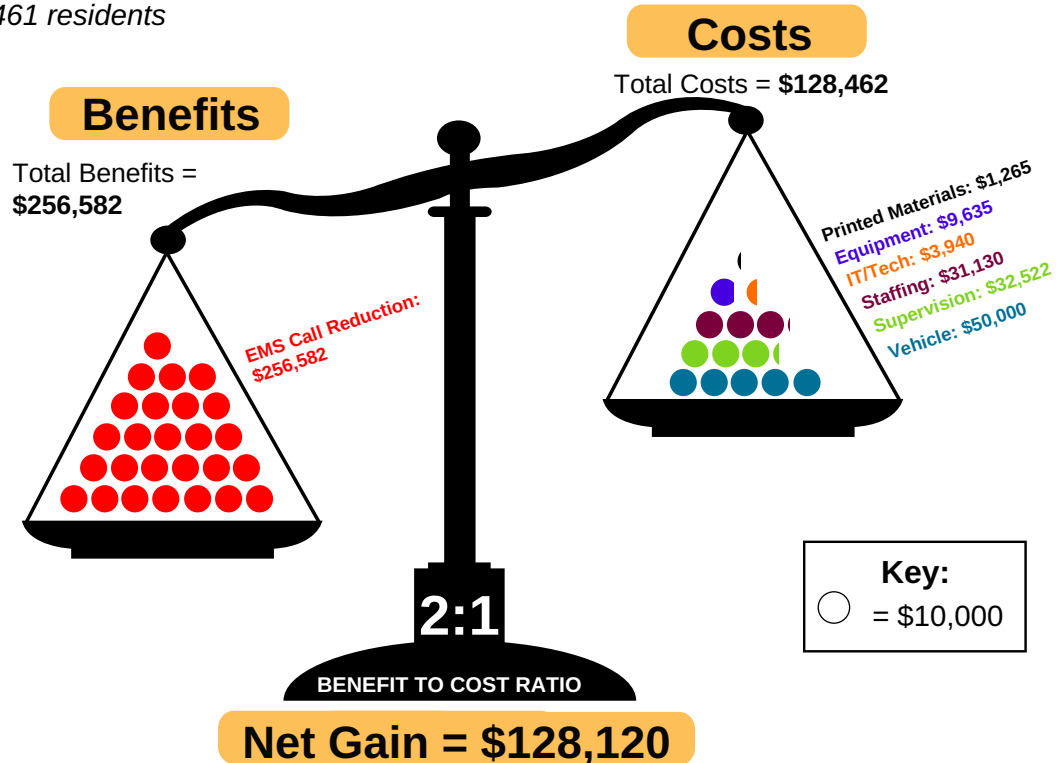 461 residents
Costs
Total Costs = $128,462
Benefits
Total Benefits =
$256,582
Printed Materials: $1,265
Equipment: $9,635
IT/Tech: $3,940
Staffing: $31,130
Supervision: $32,522
Vehicle: $50,000
EMS Call Reduction:
$256,582
Key:
= $10,000
2:1
BENEFIT TO COST RATIO
Net Gain = $128,120